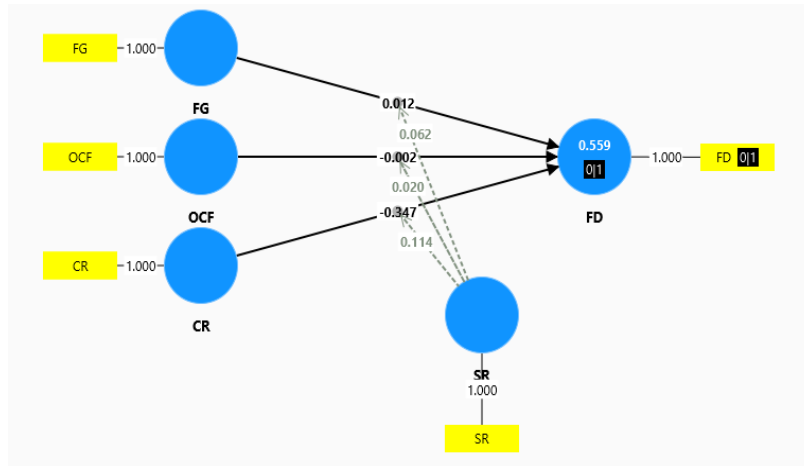 FG
1.000
FG
0.012
0.062
OCF
1.000
OCF
-0.002
0.020
0.559
0|1
FD
1.000
FD 0|1
CR
1.000
CR
-0.347
0.114
SR
1.000
SR